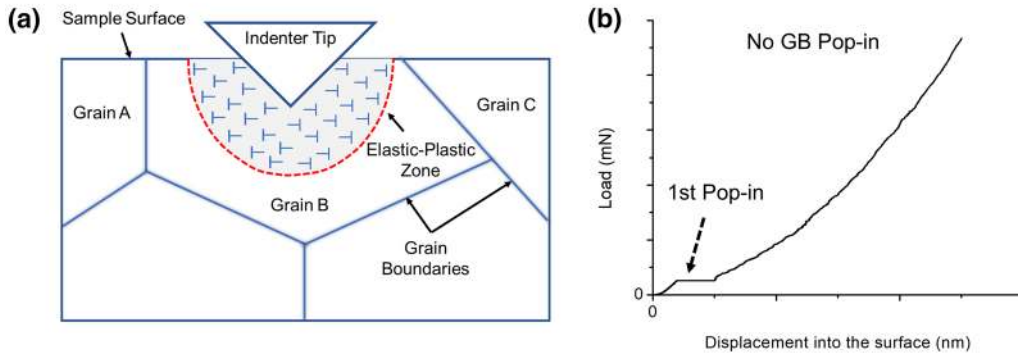 (a)
Sample Surface
Indenter Tip
Grain A
Grain C
Elastic-Plastic
Zone
Grain B
Grain
Boundaries
(b)
No GB Pop-in
Load (mN)
1st Pop-in
0
0
Displacement into the surface (nm)